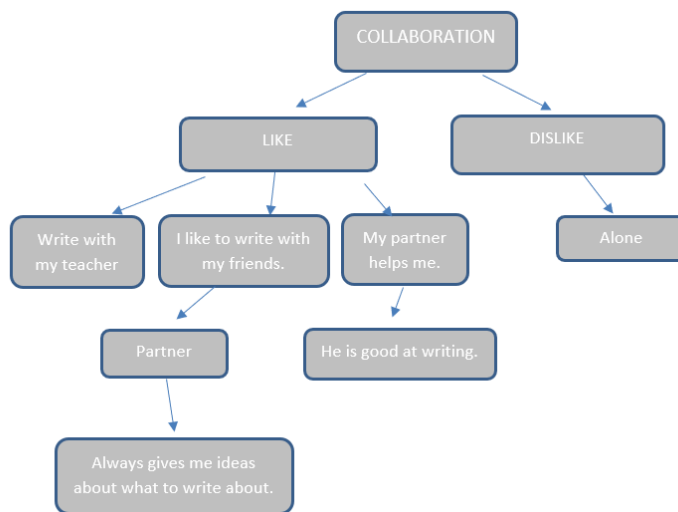 COLLABORATION
LIKE
DISLIKE
Write with
my teacher
I like to write with
my friends.
My partner
helps me.
Alone
Partner
He is good at writing.
Always gives me ideas
about what to write about.